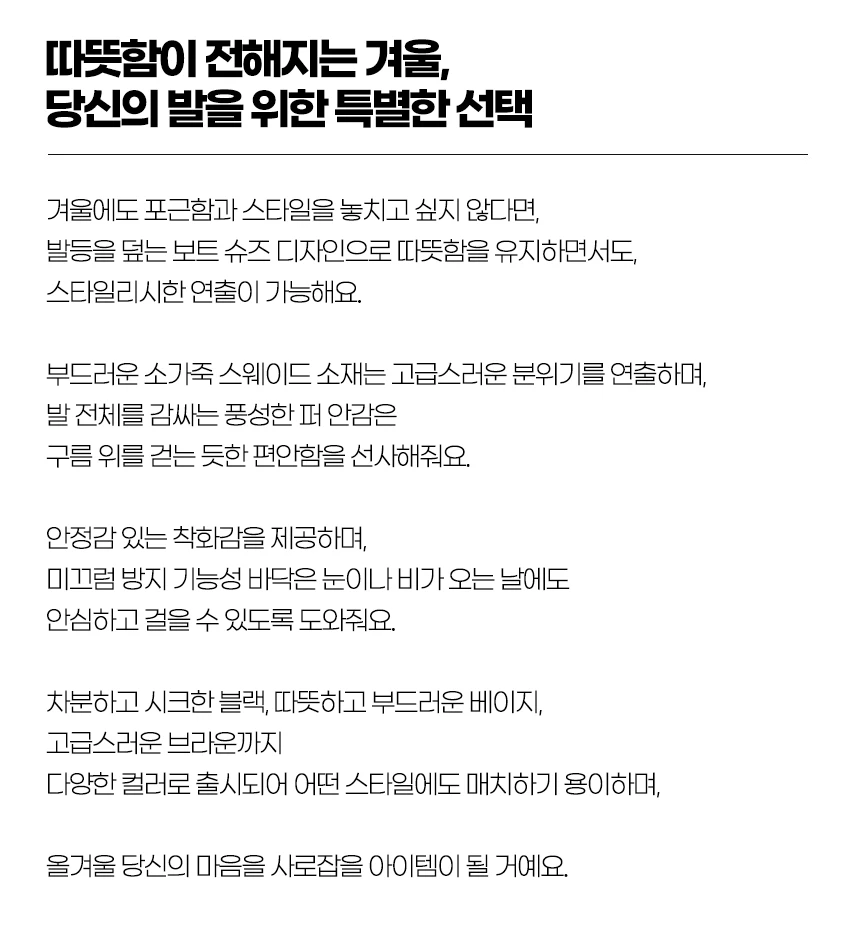 따뜻함이 전해지는 겨울,
당신의 발을 위한 특별한 선택
겨울에도 포근함과 스타일을 놓치고 싶지 않다면,
발등을 덮는 보트 슈즈 디자인으로 따뜻함을 유지하면서도,
스타일리시한 연출이 가능해요.
부드러운 소가죽 스웨이드 소재는 고급스러운 분위기를 연출하며,
발 전체를 감싸는 풍성한 퍼 안감은
구름 위를 걷는 듯한 편안함을 선사해줘요.
안정감 있는 착화감을 제공하며,
미끄럼 방지 기능성 바닥은 눈이나 비가 오는 날에도
안심하고 걸을 수 있도록 도와줘요.
차분하고 시크한 블랙, 따뜻하고 부드러운 베이지,
고급스러운 브라운까지
다양한 컬러로 출시되어 어떤 스타일에도 매치하기 용이하며,
올겨울 당신의 마음을 사로잡을 아이템이 될 거예요.